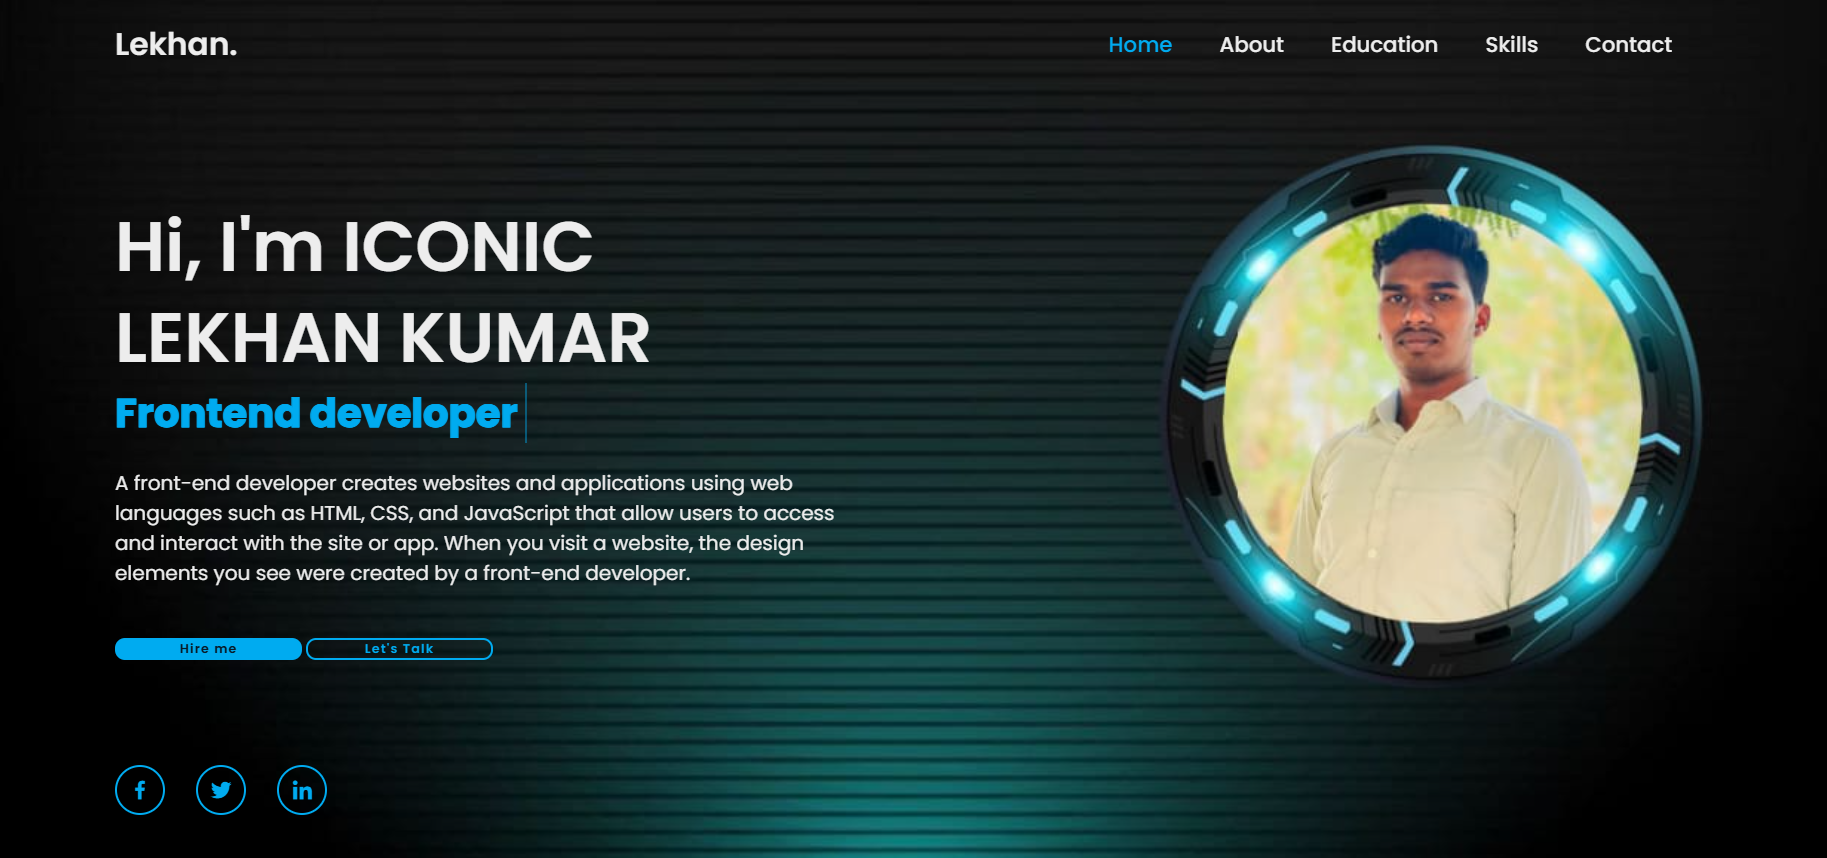 Lekhan.
Home About Education Skills Contact
Hi, I'm ICONIC
LEKHAN KUMAR
Frontend developer
A front-end developer creates websites and applications using web
languages such as HTML, CSS, and JavaScript that allow users to access
and interact with the site or app. When you visit a website, the design
elements you see were created by a front-end developer.
Hire me Let's Talk